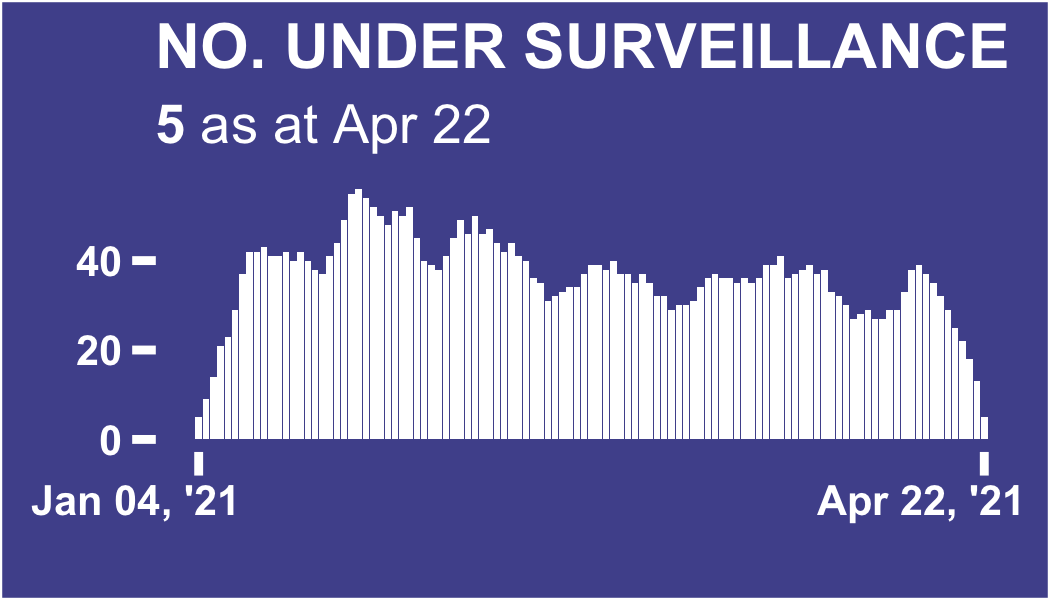 NO. UNDER SURVEILLANCE
5 as at Apr 22
40
20
0
Jan 04, '21 Apr 22, '21